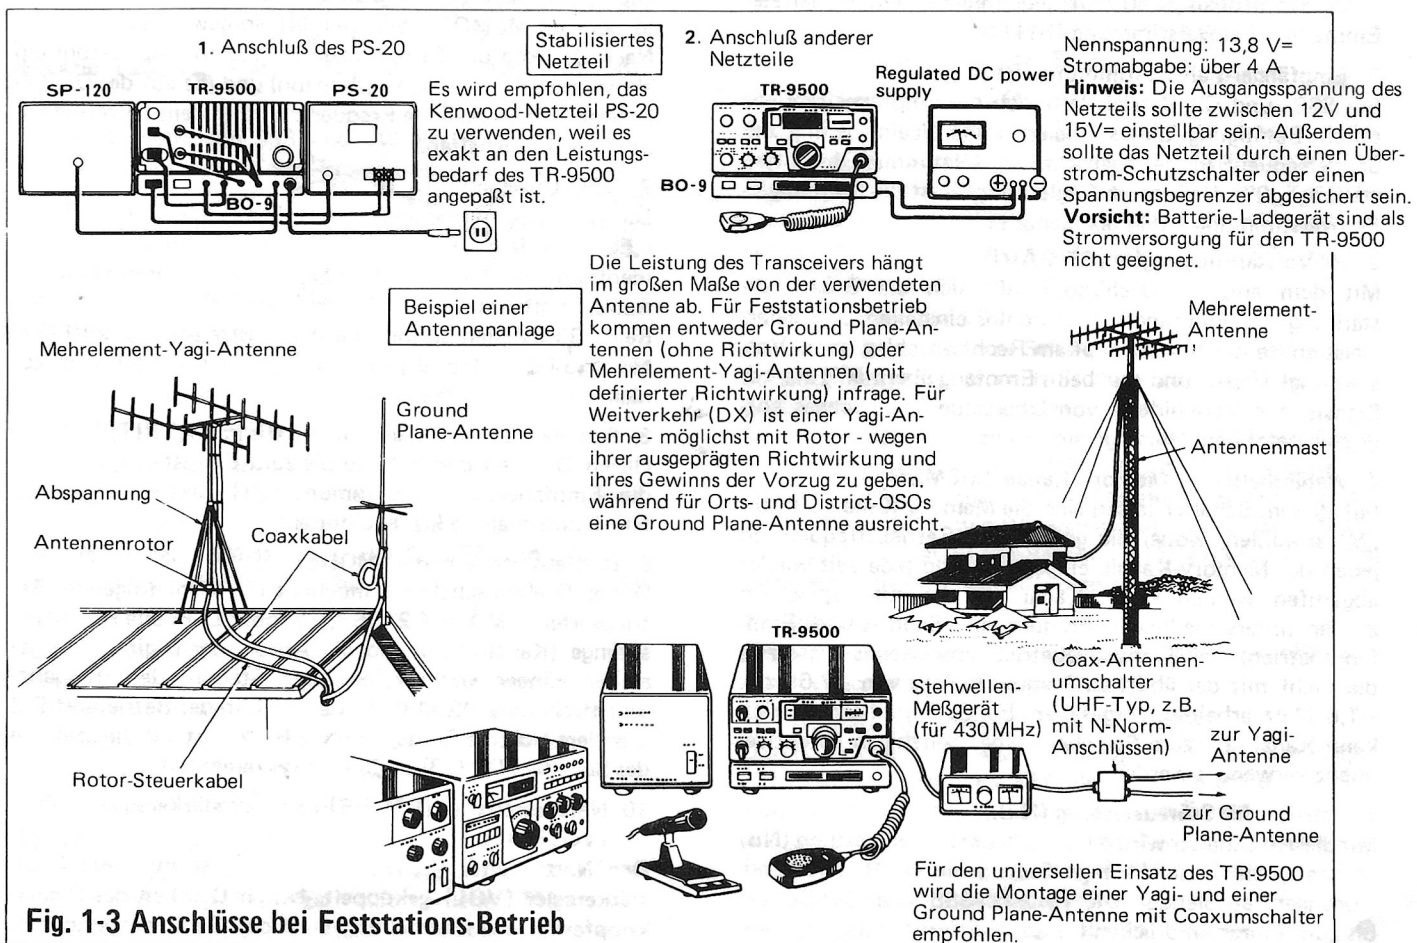 1. Anschluß des PS-20
Stabilisiertes
Netzteil
SP-120
TR-9500
PS-20
BO-9
Es wird empfohlen, das
Kenwood-Netzteil PS-20
zu verwenden, weil es
exakt an den Leistungs-
bedarf des TR-9500
angepaßt ist.
2. Anschluß anderer
Netzteile
Regulated DC power
supply
TR-9500
BO-9
Nennspannung: 13,8 V=
Stromabgabe: über 4 A
Hinweis: Die Ausgangsspannung des
Netzteils sollte zwischen 12V und
15V= einstellbar sein. Außerdem
sollte das Netzteil durch einen Über-
strom-Schutzschalter oder einen
Spannungsbegrenzer abgesichert sein.
Vorsicht: Batterie-Ladegerät sind als
Stromversorgung für den TR-9500
nicht geeignet.
Beispiel einer
Antennenanlage
Die Leistung des Transceivers hängt
im großen Maße von der verwendeten
Antenne ab. Für Feststationsbetrieb
kommen entweder Ground Plane-An-
tennen (ohne Richtwirkung) oder
Mehrelement-Yagi-Antennen (mit
definierter Richtwirkung) infrage. Für
Weitverkehr (DX) ist einer Yagi-An-
tenne - möglichst mit Rotor - wegen
ihrer ausgeprägten Richtwirkung und
ihres Gewinns der Vorzug zu geben.
während für Orts- und District-QSOs
eine Ground Plane-Antenne ausreicht.
Mehrelement-Yagi-Antenne
Ground
Plane-Antenne
Abspannung
Antennenrotor
Coaxkabel
Rotor-Steuerkabel
Mehrelement-
Antenne
Antennenmast
TR-9500
Stehwellen-
Meßgerät
(für 430MHz)
Coax-Antennen-
umschalter
(UHF-Typ, z.B.
mit N-Norm-
Anschlüssen)
zur Yagi-
Antenne
zur Ground
Plane-Antenne
Für den universellen Einsatz des TR-9500
wird die Montage einer Yagi- und einer
Ground Plane-Antenne mit Coaxumschalter
empfohlen.
Fig. 1-3 Anschlüsse bei Feststations-Betrieb